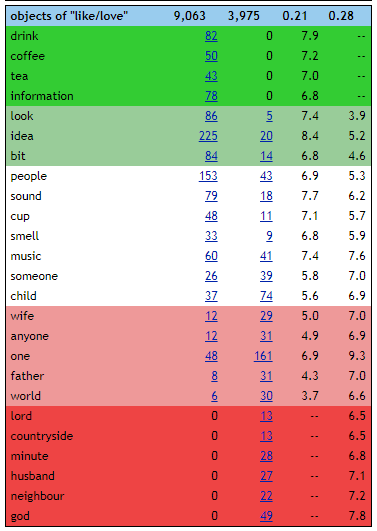 objects of "like/love" 9,063 3,975 0.21 0.28
drink 82 0 7.9 --
coffee 50 0 7.2 --
tea 43 0 7.0 --
information 78 0 6.8 --
look 86 5 7.4 3.9
idea 225 20 8.4 5.2
bit 84 14 6.8 4.6
people 153 43 6.9 5.3
sound 79 18 7.7 6.2
cup 48 11 7.1 5.7
smell 33 9 6.8 5.9
music 60 41 7.4 7.6
someone 26 39 5.8 7.0
child 37 74 5.6 6.9
wife 12 29 5.0 7.0
anyone 12 31 4.9 6.9
one 48 161 6.9 9.3
father 8 31 4.3 7.0
world 6 30 3.7 6.6
lord 0 13 -- 6.5
countryside 0 13 -- 6.5
minute 0 28 -- 6.8
husband 0 27 -- 7.1
neighbour 0 22 -- 7.2
god 0 49 -- 7.8